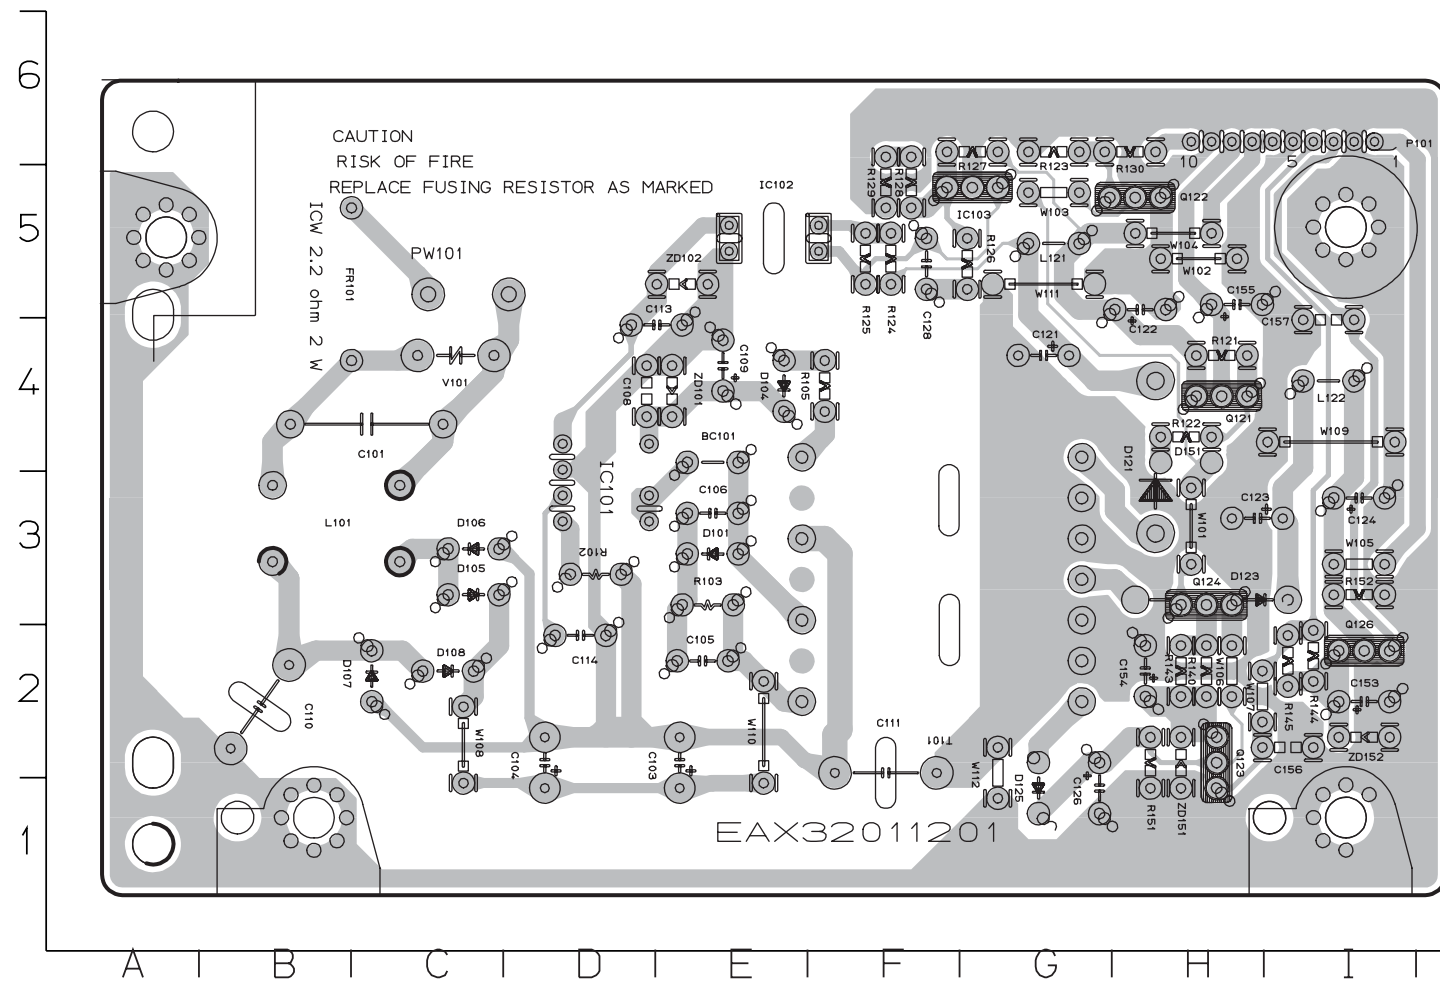 6
5
4
3
2
1
CAUTION
RISK OF FIRE
REPLACE FUSING RESISTOR AS MARKED
ICW 2.2 ohm 2 W
FR101
PW101
IC102
P101
10
5
1
R129
R128
R127
R123
R130
IC103
W103
Q122
ZD102
R126
L121
W104
W102
W111
R125
R124
C128
C122
C155
C157
C113
C121
R121
V101
C109
D104
R105
C108
ZD101
L122
Q121
C101
BC101
R122
D151
W109
D121
IC101
C106
L101
D106
D101
R102
W101
C123
C124
W105
D105
R103
Q124
D123
R152
C105
C114
Q126
D107
D108
C154
R143
R140
W106
W107
C153
C110
R145
R144
W108
C104
C103
W110
C111
T101
W112
D125
C126
Q123
C156
ZD152
R151
ZD151
EAX32011201
A
B
C
D
E
F
G
H
I